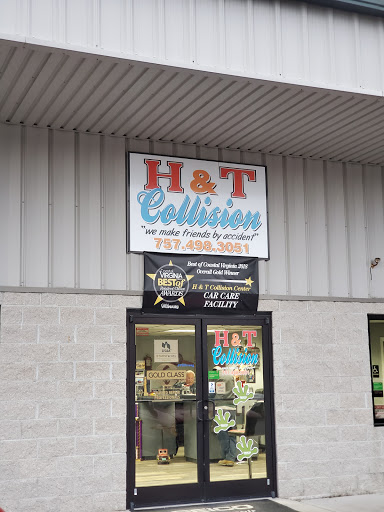 H & T
Collision
"we make friends by accident"
757.498.3051
Best of Coastal Virginia 2018
Overall Gold Winner
VIRGINIA
BEST of
AWARDS
H & T Collision Center
CAR CARE
FACILITY
H & T
Collision
GOLD CLASS